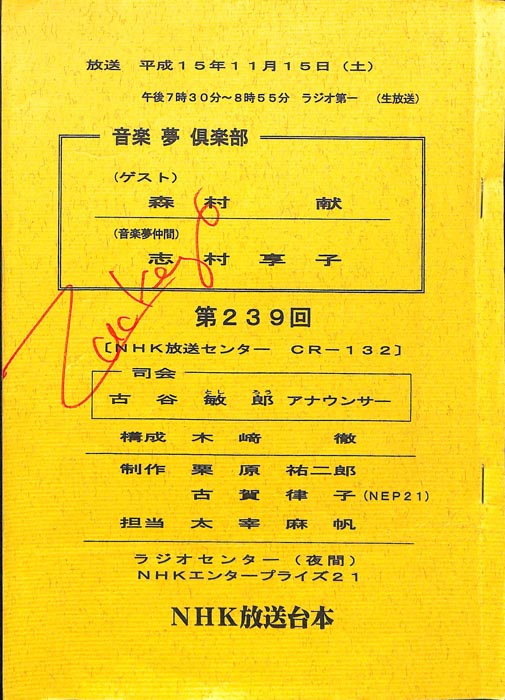 放送 平成15年11月15日(土)
午後7時30分~8時55分 ラジオ第一 (生放送)
音楽 夢 倶楽部
(ゲスト)
森村 献
(音楽夢仲間)
志村享子
第239回
[NHK放送センター CR-132]
司会
とし ろう
古谷敏郎 アナウンサー
構成 木﨑 徹
制作 栗原祐二郎
古賀律子(NEP21)
担当 太宰麻帆
ラジオセンター(夜間)
NHKエンタープライズ21
NHK放送台本